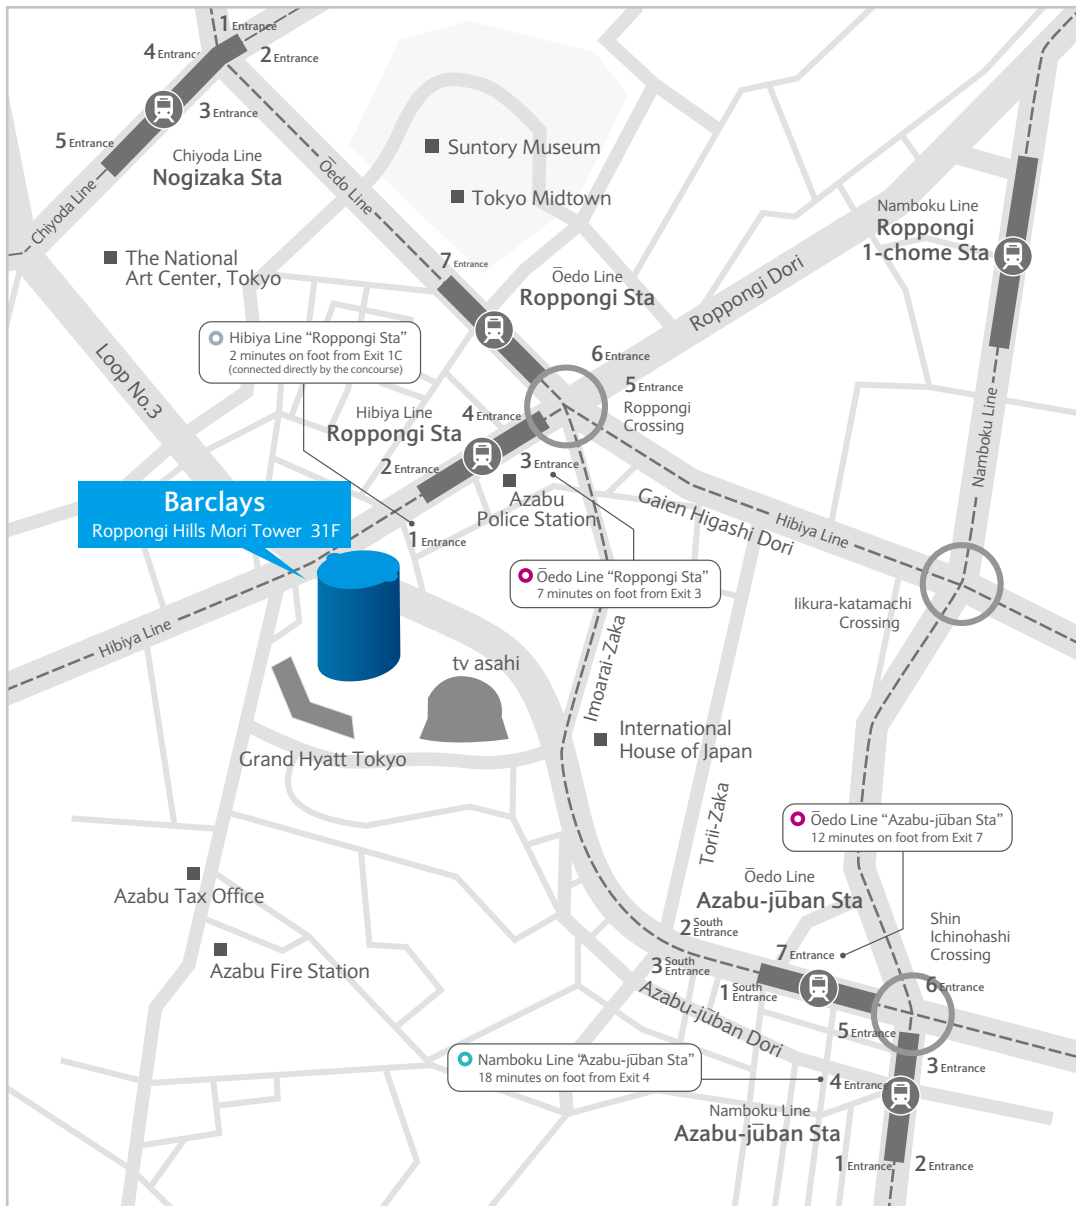 1 Entrance
4 Entrance
2 Entrance
3 Entrance
5 Entrance
Chiyoda Line
Nogizaka Sta
Chiyoda Line
Ōedo Line
Suntory Museum
Tokyo Midtown
Namboku Line
Roppongi
1-chome Sta
The National
Art Center, Tokyo
7 Entrance
Ōedo Line
Roppongi Sta
Roppongi Dori
Loop No.3
Hibiya Line “Roppongi Sta”
2 minutes on foot from Exit 1C
(connected directly by the concourse)
6 Entrance
5 Entrance
Roppongi
Crossing
Hibiya Line
Roppongi Sta
4 Entrance
2 Entrance
3 Entrance
Namboku Line
Azabu
Police Station
Barclays
Roppongi Hills Mori Tower 31F
1 Entrance
Gaien Higashi Dori
Hibiya Line
Ōedo Line “Roppongi Sta”
7 minutes on foot from Exit 3
Iikura-katamachi
Crossing
Hibiya Line
tv asahi
Imoarai-Zaka
Grand Hyatt Tokyo
International
House of Japan
Torii-Zaka
Ōedo Line “Azabu-jūban Sta”
12 minutes on foot from Exit 7
Azabu Tax Office
Ōedo Line
Azabu-jūban Sta
2 South Entrance
7 Entrance
Shin
Ichinohashi
Crossing
Azabu Fire Station
3 South Entrance
1 South Entrance
6 Entrance
Azabu-jūban Dori
5 Entrance
Namboku Line “Azabu-jūban Sta”
18 minutes on foot from Exit 4
3 Entrance
4 Entrance
Namboku Line
Azabu-jūban Sta
1 Entrance
2 Entrance